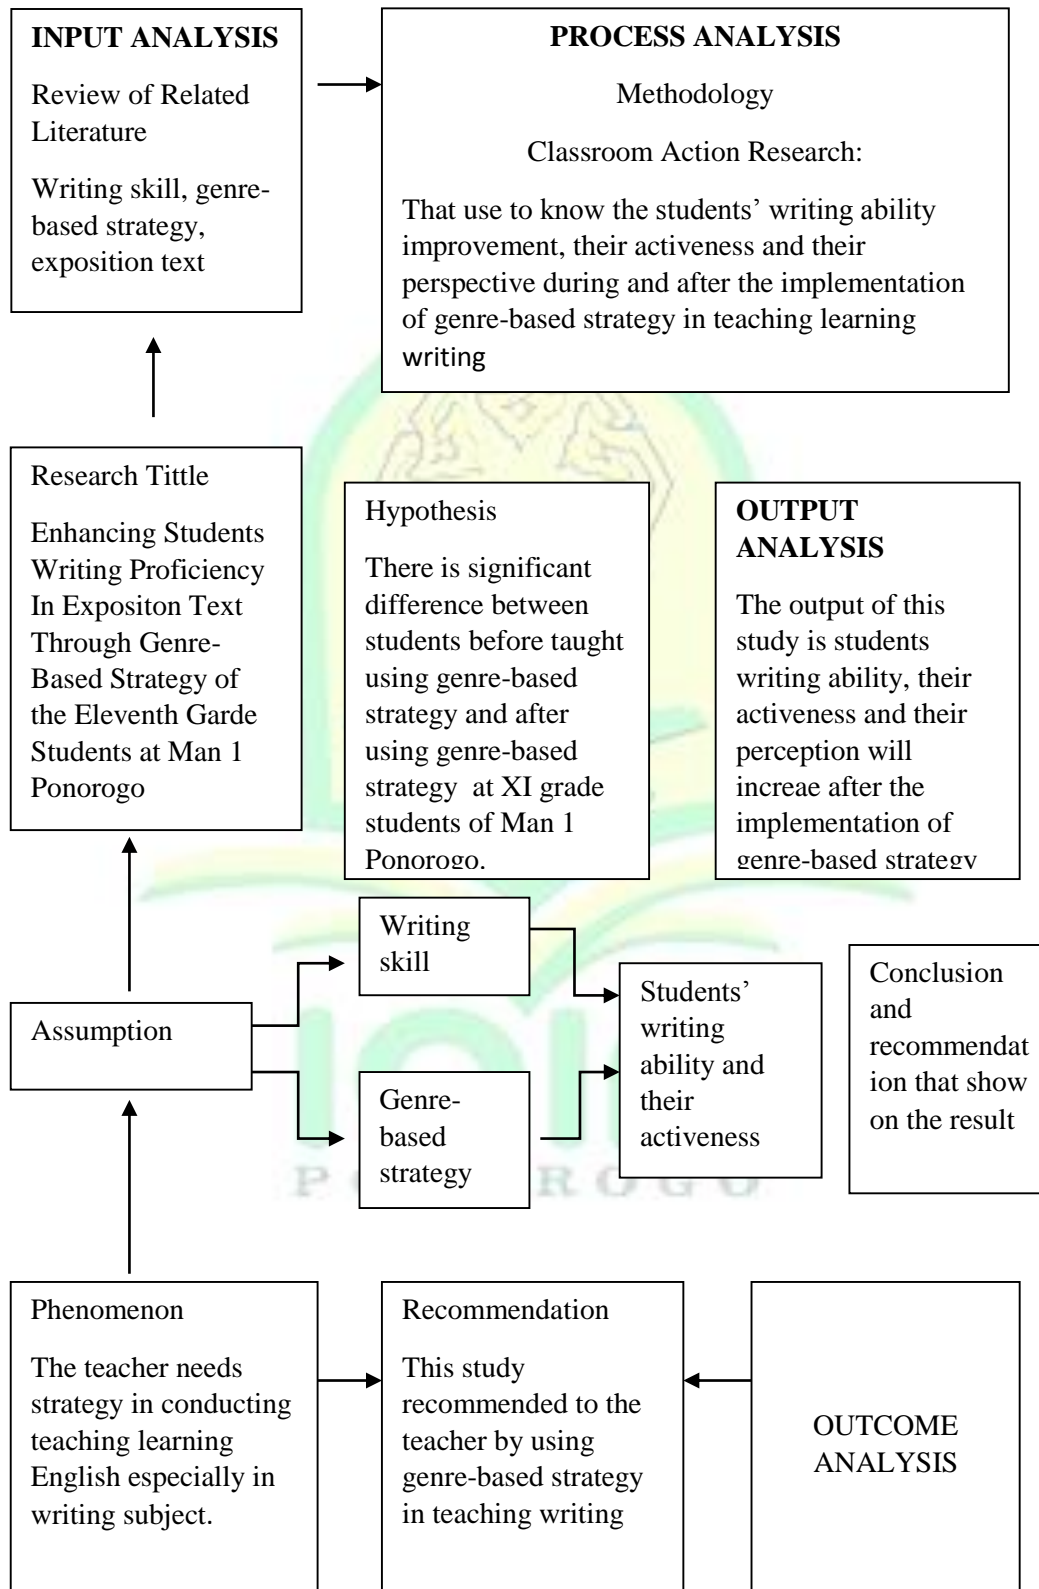 INPUT ANALYSIS
Review of Related
Literature
Writing skill, genre-
based strategy,
exposition text
PROCESS ANALYSIS
Methodology
Classroom Action Research:
That use to know the students’ writing ability
improvement, their activeness and their
perspective during and after the implementation
of genre-based strategy in teaching learning
writing
Research Tittle
Enhancing Students
Writing Proficiency
In Expositon Text
Through Genre-
Based Strategy of
the Eleventh Garde
Students at Man 1
Ponorogo
Hypothesis
There is significant
difference between
students before taught
using genre-based
strategy and after
using genre-based
strategy at XI grade
students of Man 1
Ponorogo.
OUTPUT
ANALYSIS
The output of this
study is students
writing ability, their
activeness and their
perception will
increae after the
implementation of
genre-based strategy
Assumption
Writing
skill
Genre-
based
strategy
Students’
writing
ability and
their
activeness
Conclusion
and
recommendat
ion that show
on the result
Phenomenon
The teacher needs
strategy in conducting
teaching learning
English especially in
writing subject.
Recommendation
This study
recommended to the
teacher by using
genre-based strategy
in teaching writing
OUTCOME
ANALYSIS